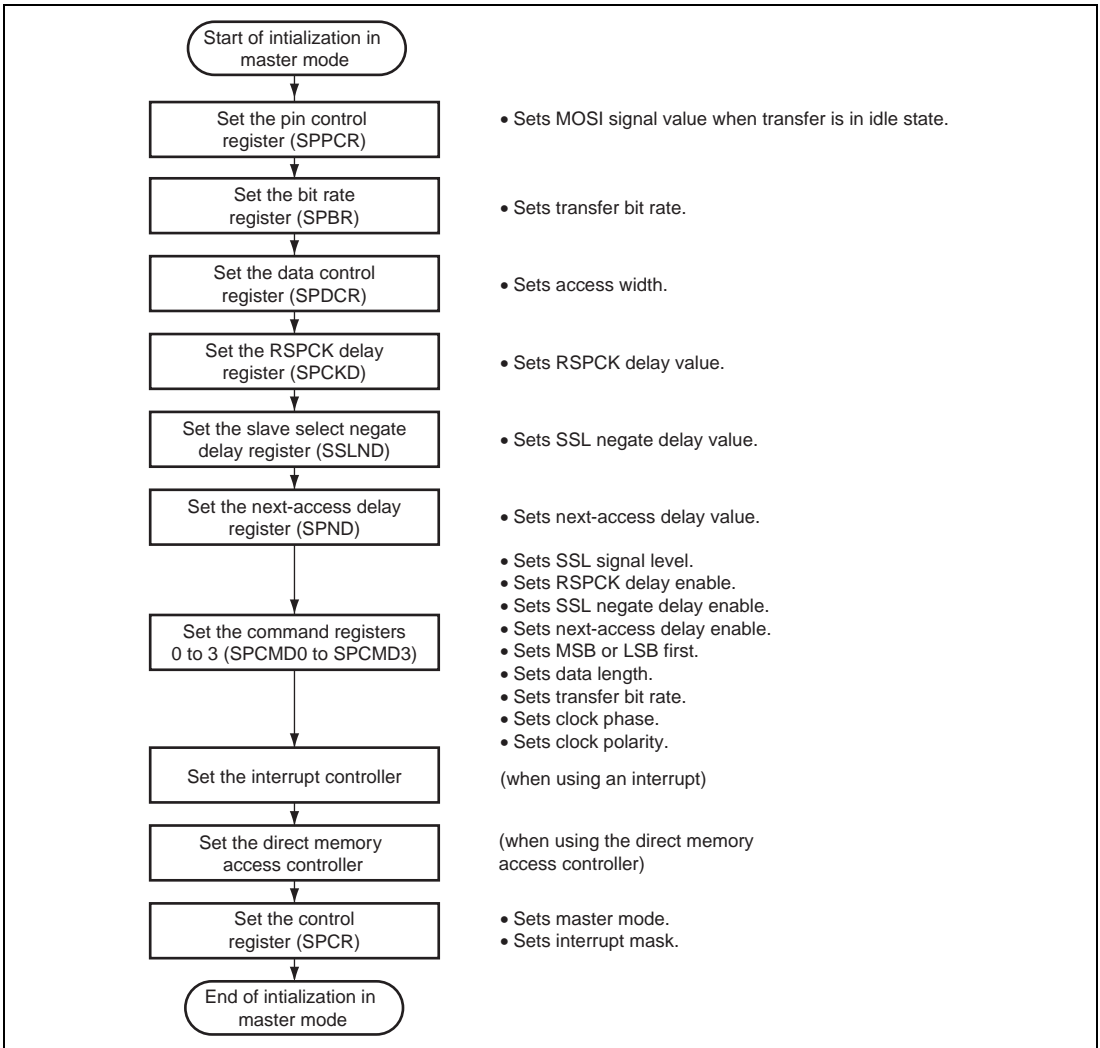 Start of intialization in
master mode
Set the pin control
register (SPPCR)
• Sets MOSI signal value when transfer is in idle state.
Set the bit rate
register (SPBR)
• Sets transfer bit rate.
Set the data control
register (SPDCR)
• Sets access width.
Set the RSPCK delay
register (SPCKD)
• Sets RSPCK delay value.
Set the slave select negate
delay register (SSLND)
• Sets SSL negate delay value.
Set the next-access delay
register (SPND)
• Sets next-access delay value.
Set the command registers
0 to 3 (SPCMD0 to SPCMD3)
• Sets SSL signal level.
• Sets RSPCK delay enable.
• Sets SSL negate delay enable.
• Sets next-access delay enable.
• Sets MSB or LSB first.
• Sets data length.
• Sets transfer bit rate.
• Sets clock phase.
• Sets clock polarity.
Set the interrupt controller
(when using an interrupt)
Set the direct memory
access controller
(when using the direct memory
access controller)
Set the control
register (SPCR)
• Sets master mode.
• Sets interrupt mask.
End of intialization in
master mode